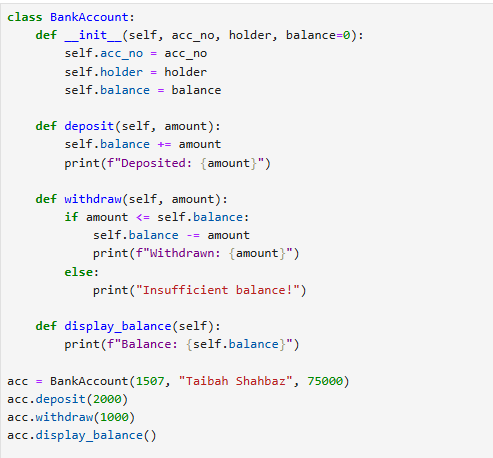 class BankAccount:
    def __init__(self, acc_no, holder, balance=0):
        self.acc_no = acc_no
        self.holder = holder
        self.balance = balance

    def deposit(self, amount):
        self.balance += amount
        print(f"Deposited: {amount}")

    def withdraw(self, amount):
        if amount <= self.balance:
            self.balance -= amount
            print(f"Withdrawn: {amount}")
        else:
            print("Insufficient balance!")

    def display_balance(self):
        print(f"Balance: {self.balance}")

acc = BankAccount(1507, "Taibah Shahbaz", 75000)
acc.deposit(2000)
acc.withdraw(1000)
acc.display_balance()